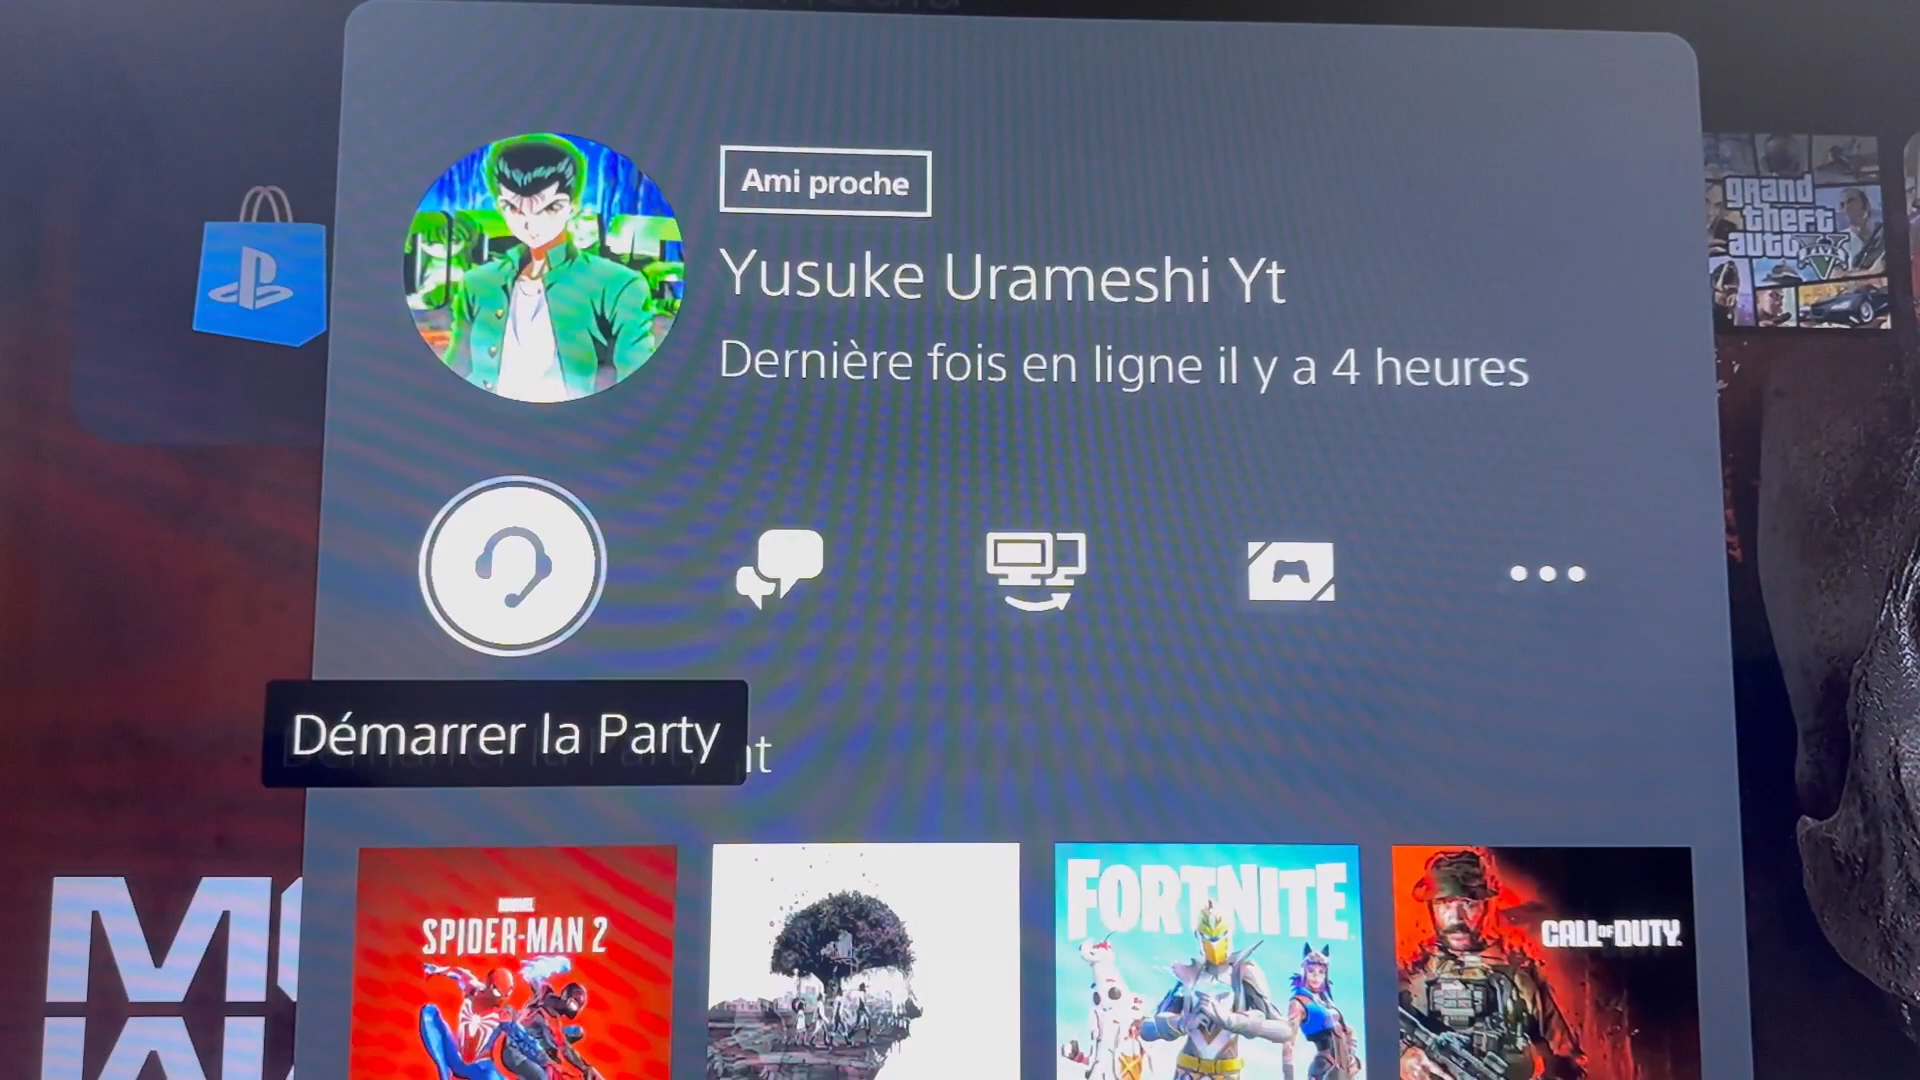 Ami proche
Yusuke Urameshi Yt
Dernière fois en ligne il y a 4 heures
grand
theft
auto
V
Démarrer la Party
MARVEL
SPIDER-MAN 2
FORTNITE
CALL OF DUTY